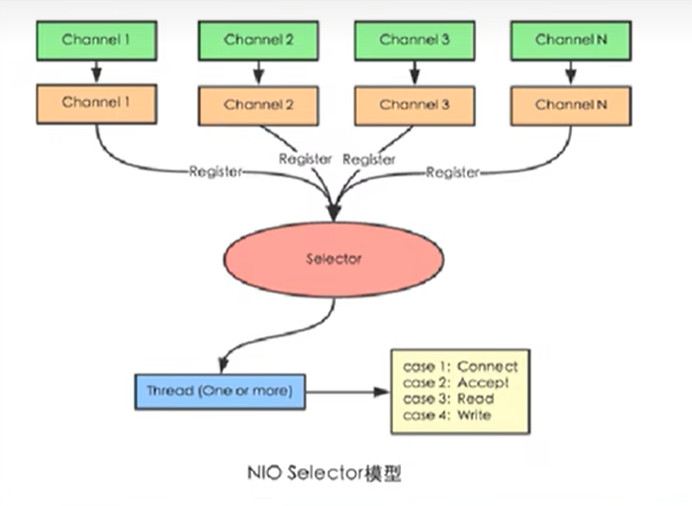 Channel 1
Channel 2
Channel 3
Channel N
Channel 1
Channel 2
Channel 3
Channel N
Register
Register
Register
Register
Selector
Thread (One or more)
case 1: Connect
case 2: Accept
case 3: Read
case 4: Write
NIO Selector模型